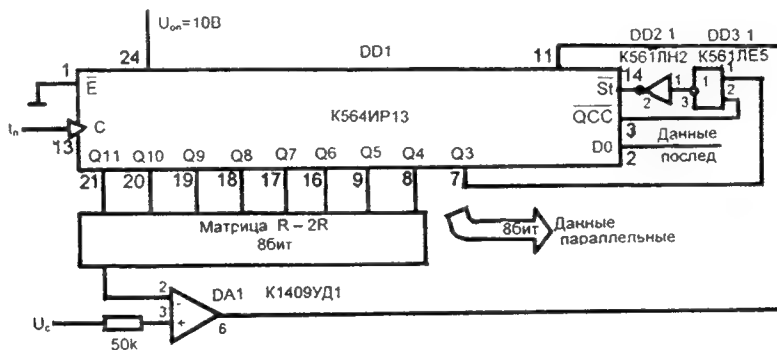 Uоп=10В
24
DD1
11
DD2 1 DD3 1
К561ЛН2 К561ЛЕ5
1
E
14
St
2
1
3
1
1
2
К564ИР13
QCC
3
tп
13
C
D0
2
Данные
послед
Q11 Q10 Q9 Q8 Q7 Q6 Q5 Q4 Q3
21 20 19 18 17 16 9 8 7
Матрица R – 2R
8бит
8бит
Данные
параллельные
DA1 К1409УД1
2
-
3
+
6
Uс
50k